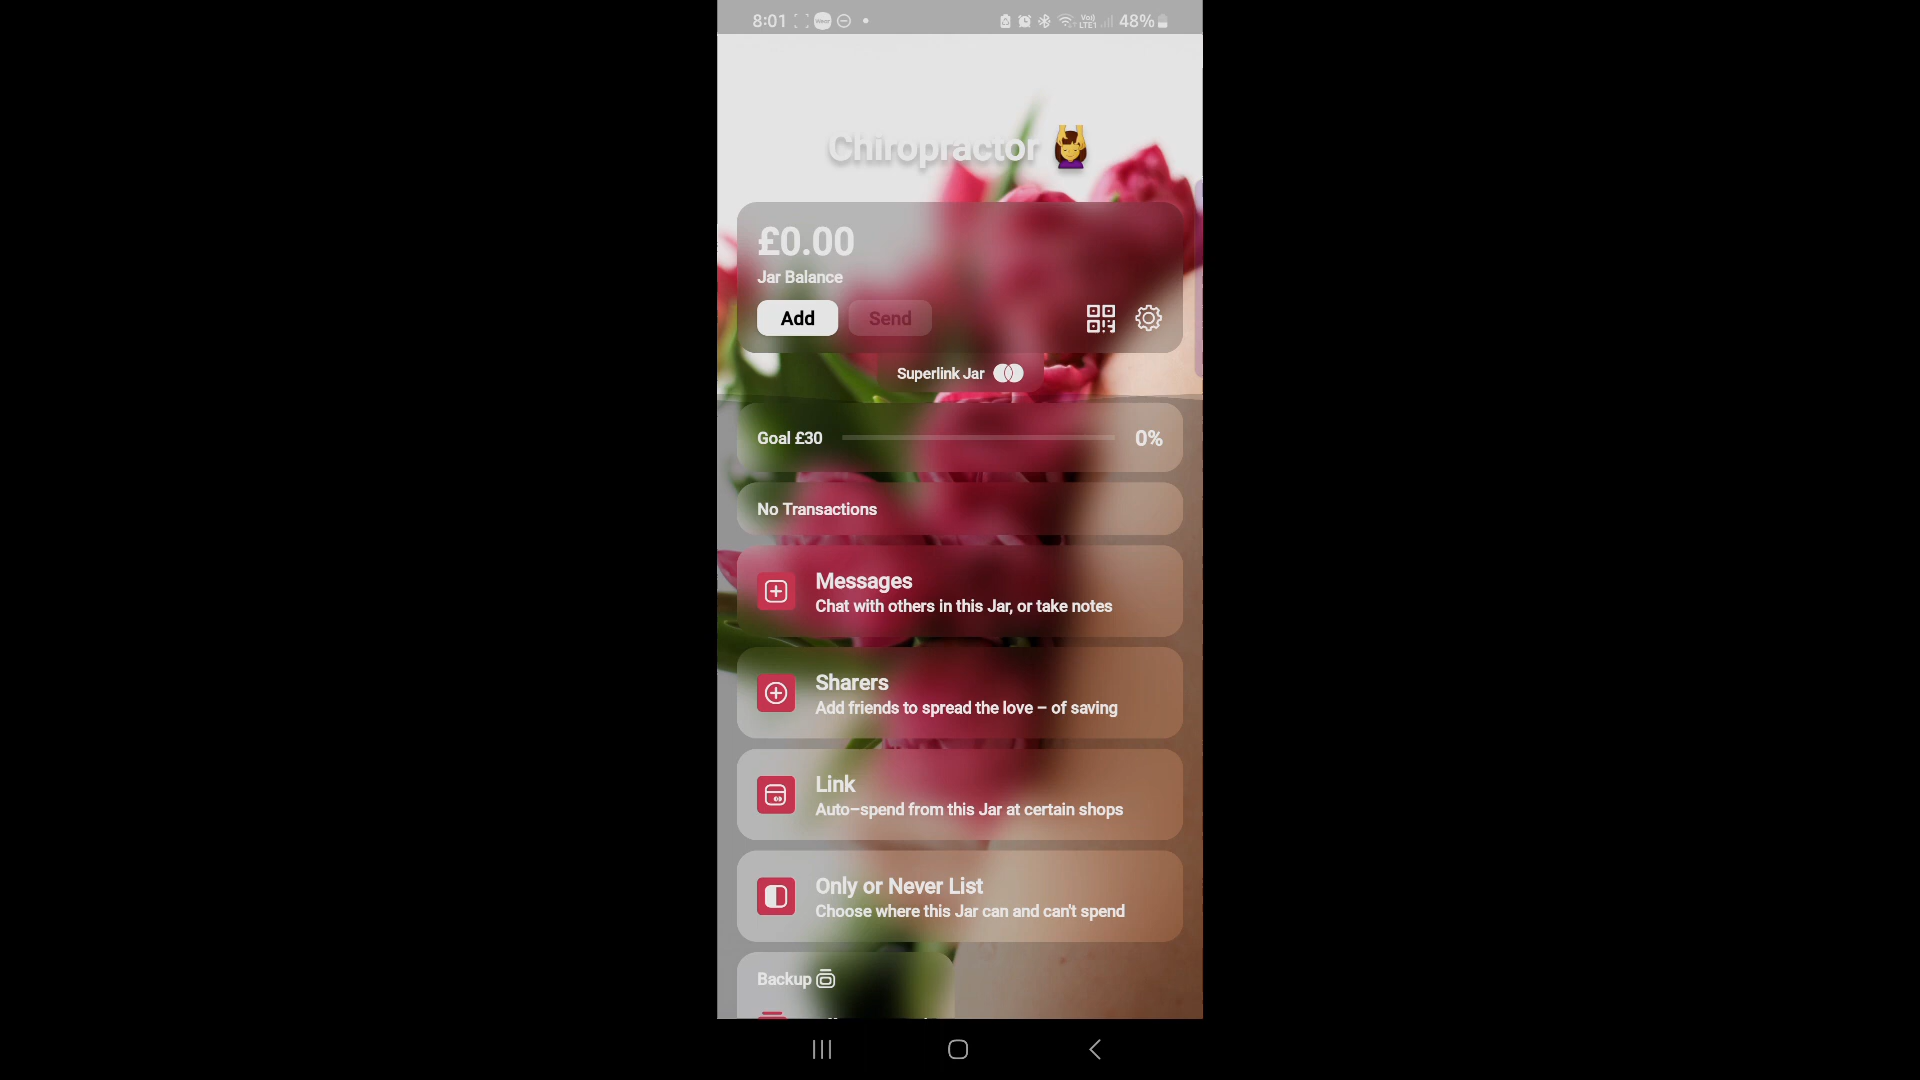 8:01
48%
Chiropractor
£0.00
Jar Balance
Add
Send
Superlink Jar
Goal £30
0%
No Transactions
Messages
Chat with others in this Jar, or take notes
Sharers
Add friends to spread the love – of saving
Link
Auto–spend from this Jar at certain shops
Only or Never List
Choose where this Jar can and can't spend
Backup